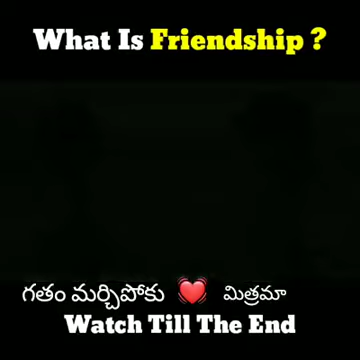 What Is Friendship ?
గతం మర్చిపోకు 💓 మిత్రమా
Watch Till The End